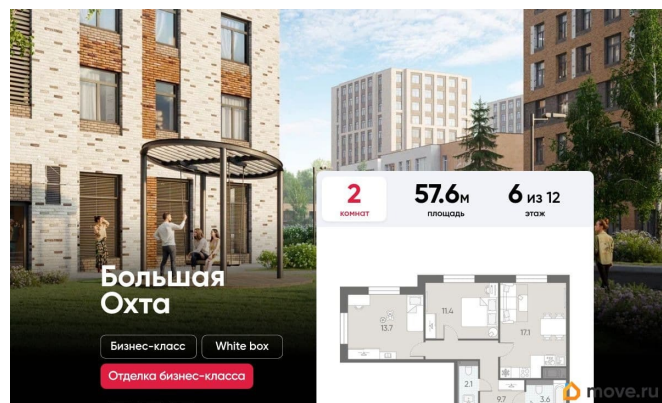 2
комнат
57.6м
площадь
6 из 12
этаж
Большая
Охта
Бизнес-класс
White box
Отделка бизнес-класса
13.7
11.4
17.1
2.1
9.7
3.6
move.ru